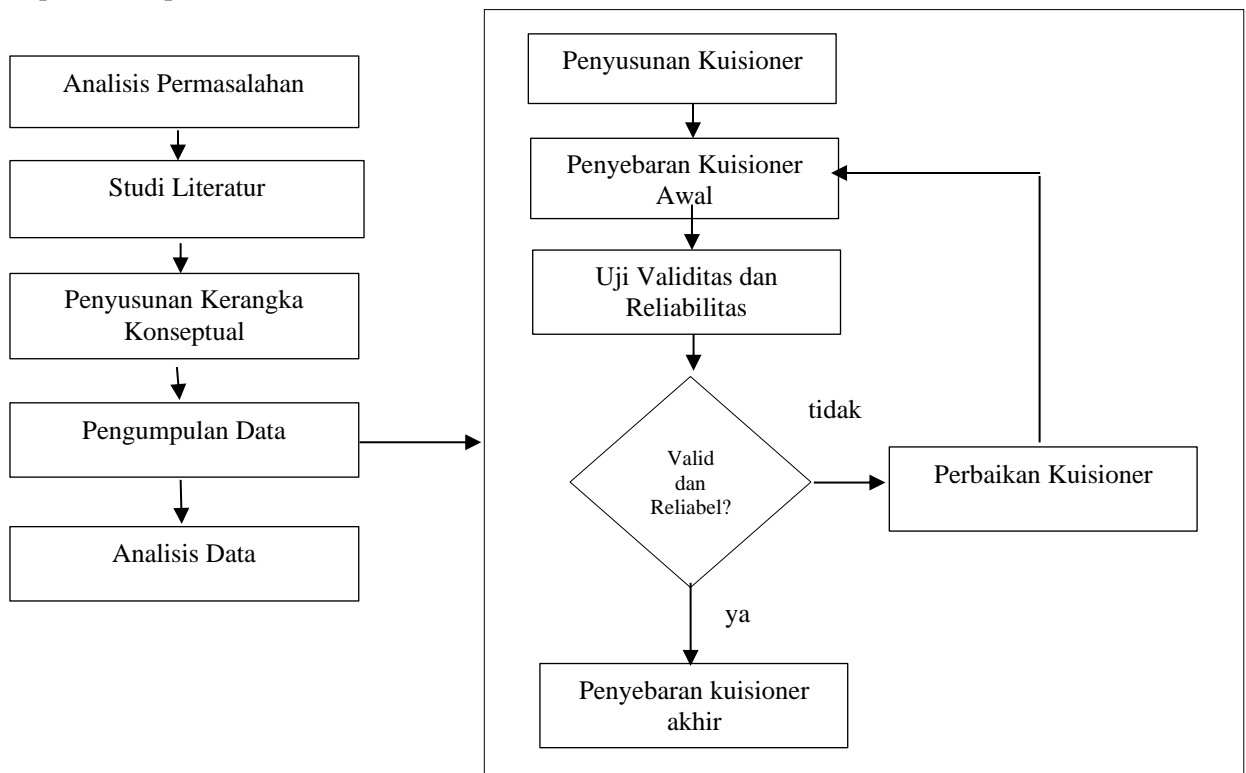 Analisis Permasalahan
Studi Literatur
Penyusunan Kerangka
Konseptual
Pengumpulan Data
Analisis Data
Penyusunan Kuisioner
Penyebaran Kuisioner
Awal
Uji Validitas dan
Reliabilitas
Valid
dan
Reliabel?
tidak
Perbaikan Kuisioner
ya
Penyebaran kuisioner
akhir